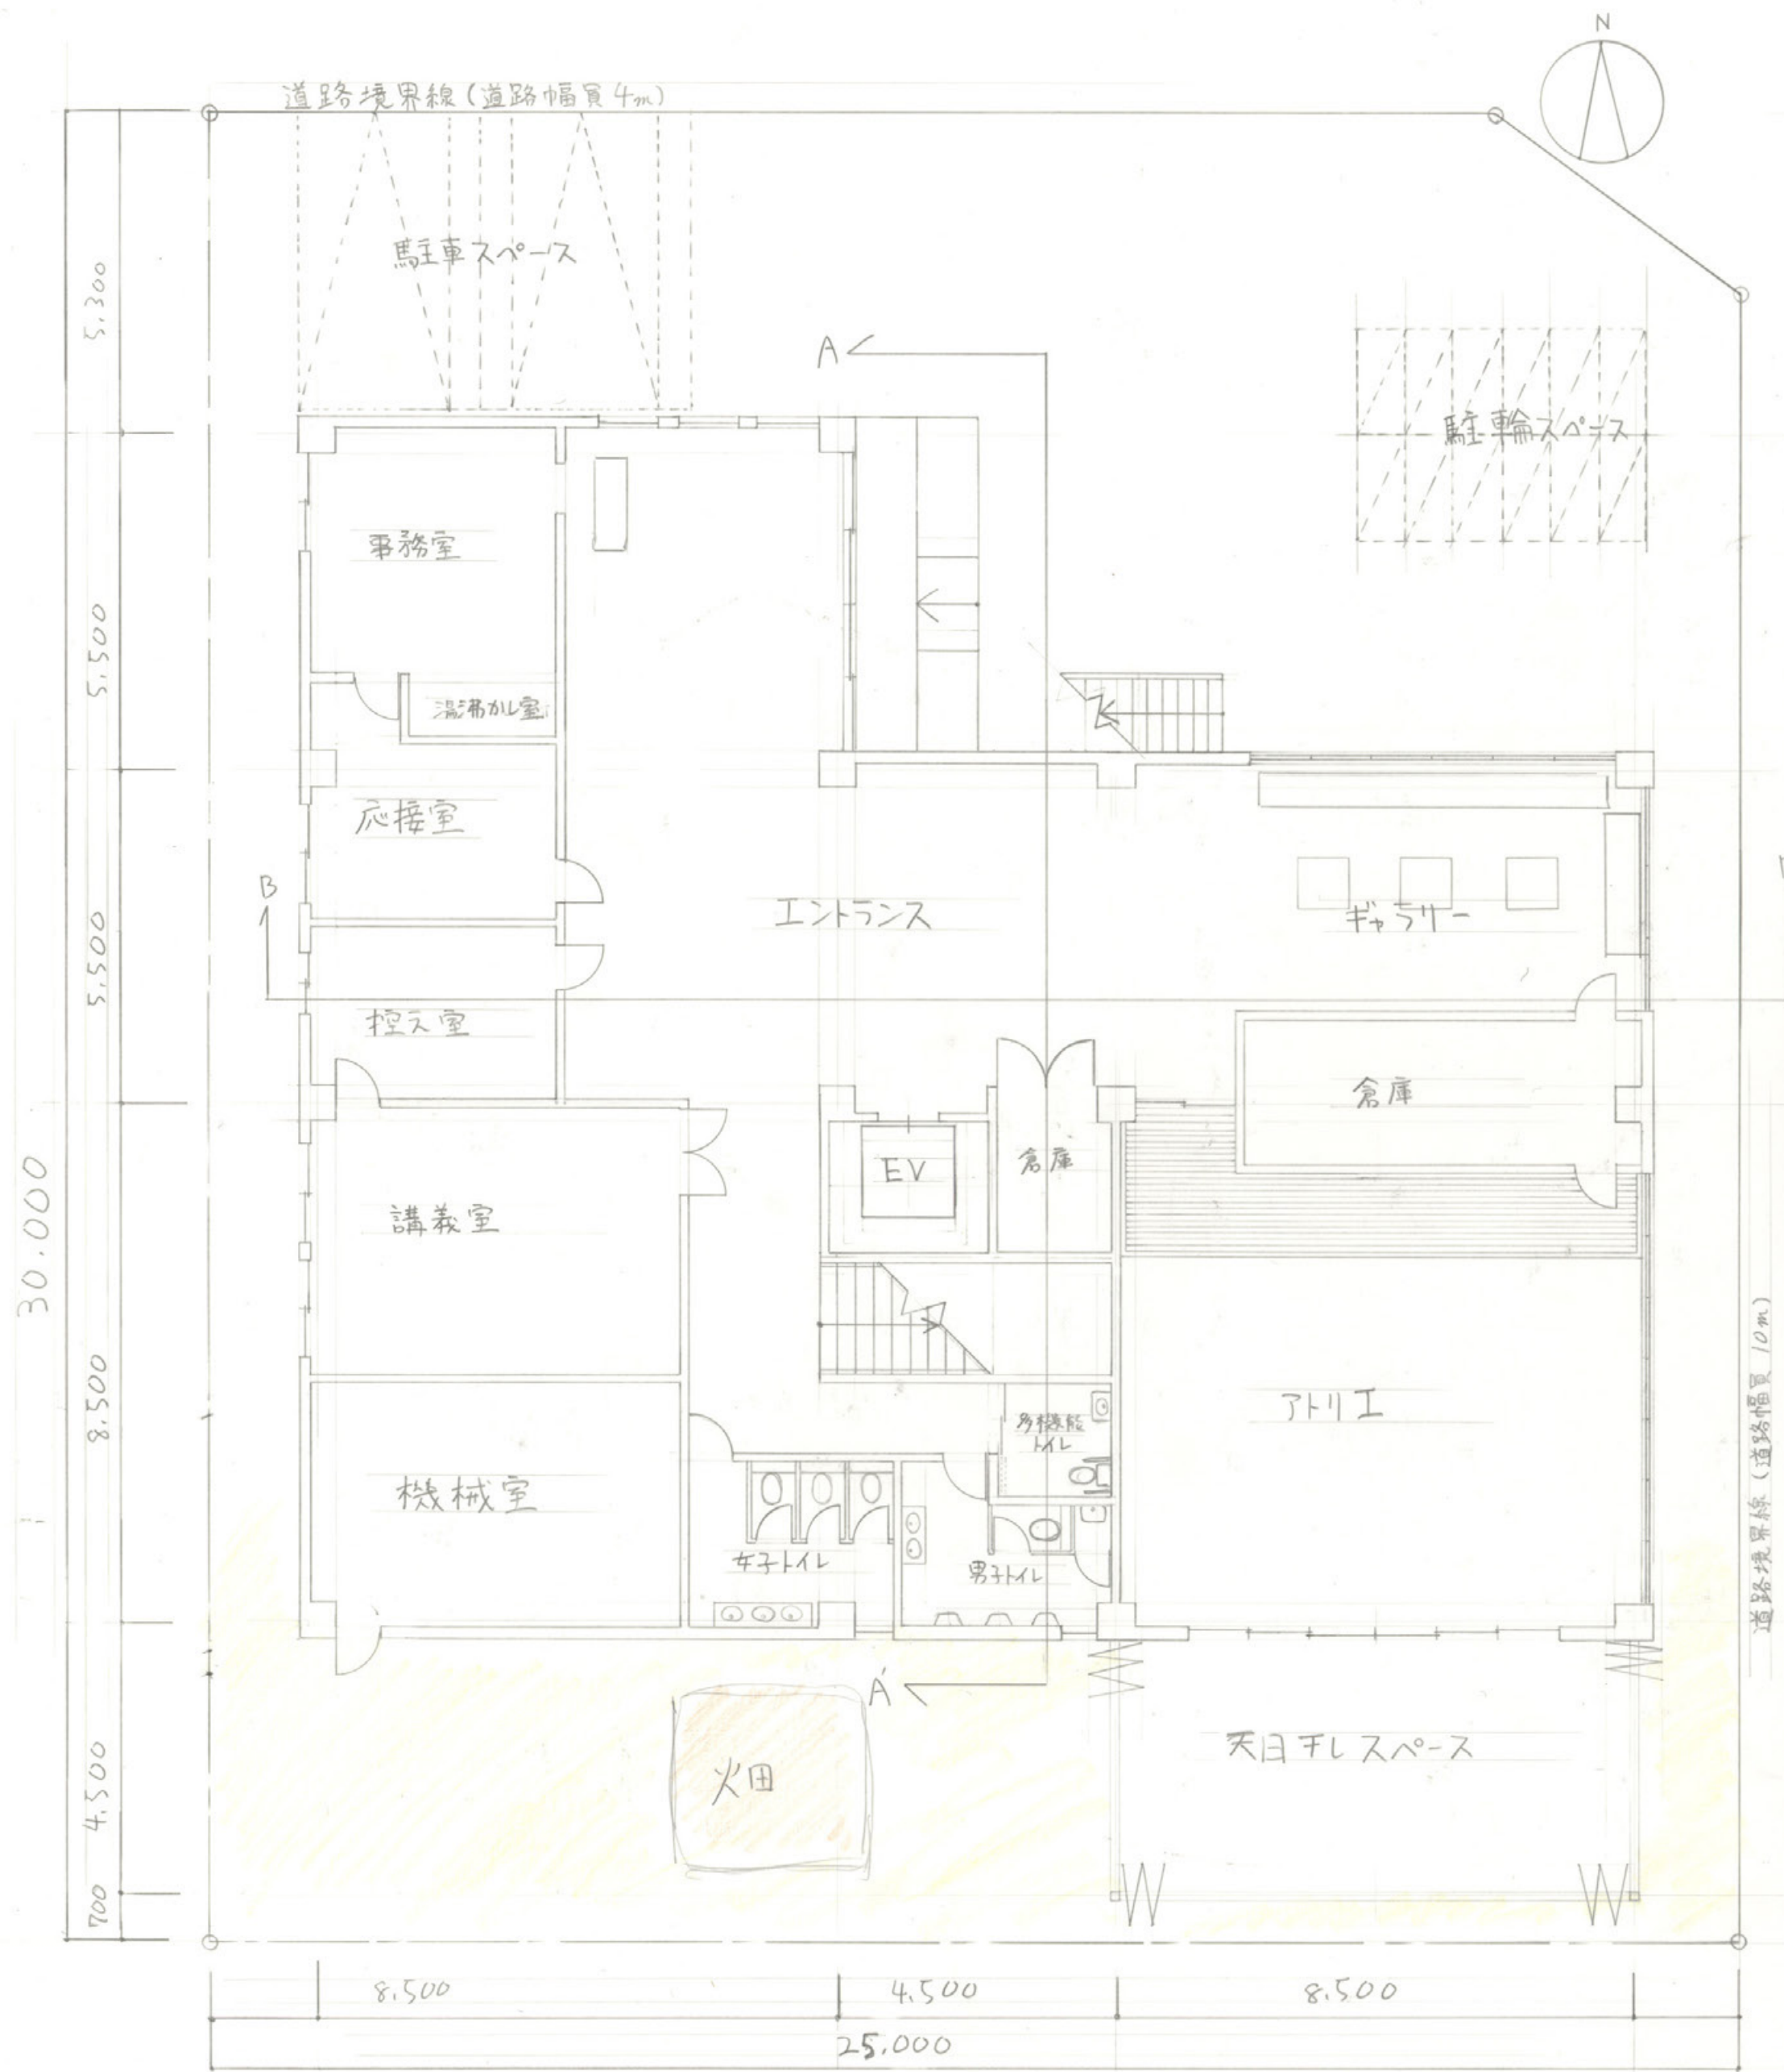 N
道路境界線(道路幅員4m)
駐車スペース
5.300
A
駐輪スペース
事務室
5.500
湯沸かし室
応接室
B
エントランス
ギャラリー
5.500
控え室
倉庫
EV
倉庫
30.000
講義室
道路境界線(道路幅員 10m)
8.500
アトリエ
多機能
トイレ
機械室
女子トイレ
男子トイレ
A'
天日干しスペース
畑
4.500
700
8.500
4.500
8.500
25.000